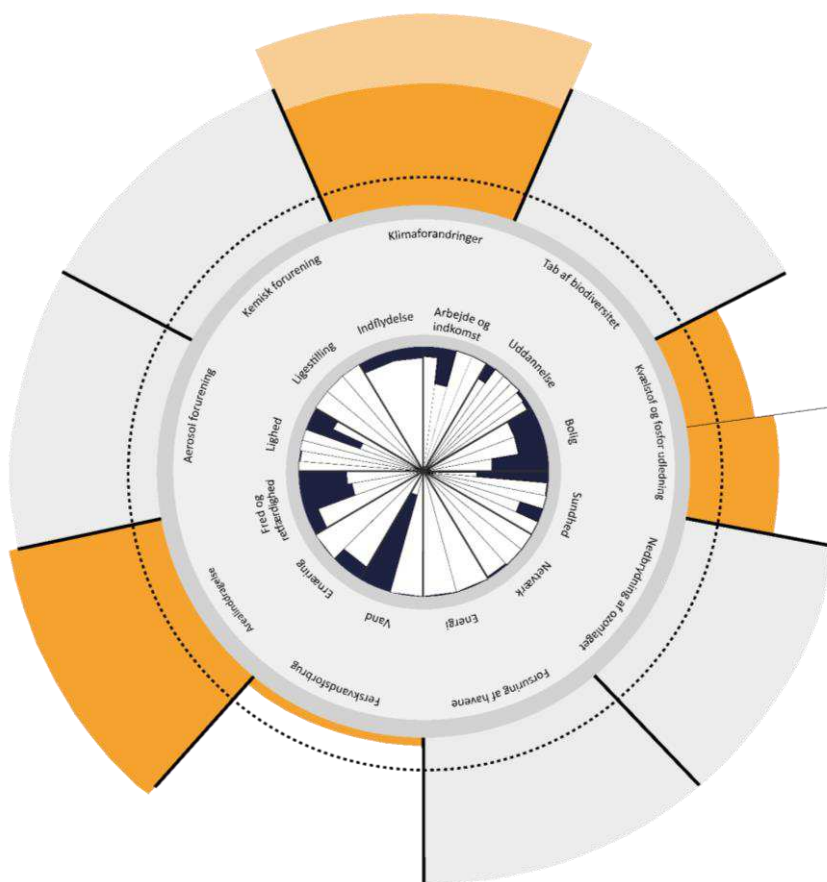 Klimaforandringer
Tab af biodiversitet
Kvælstof og fosfor udledning
Nedbrydning af ozonlaget
Forsuring af havene
Ferskvandsforbrug
Arealinddragelse
Aerosol forurening
Kemisk forurening
Indflydelse
Arbejde og
indkomst
Uddannelse
Bolig
Sundhed
Netværk
Energi
Vand
Ernæring
Fred og
retfærdighed
Lighed
Ligestilling